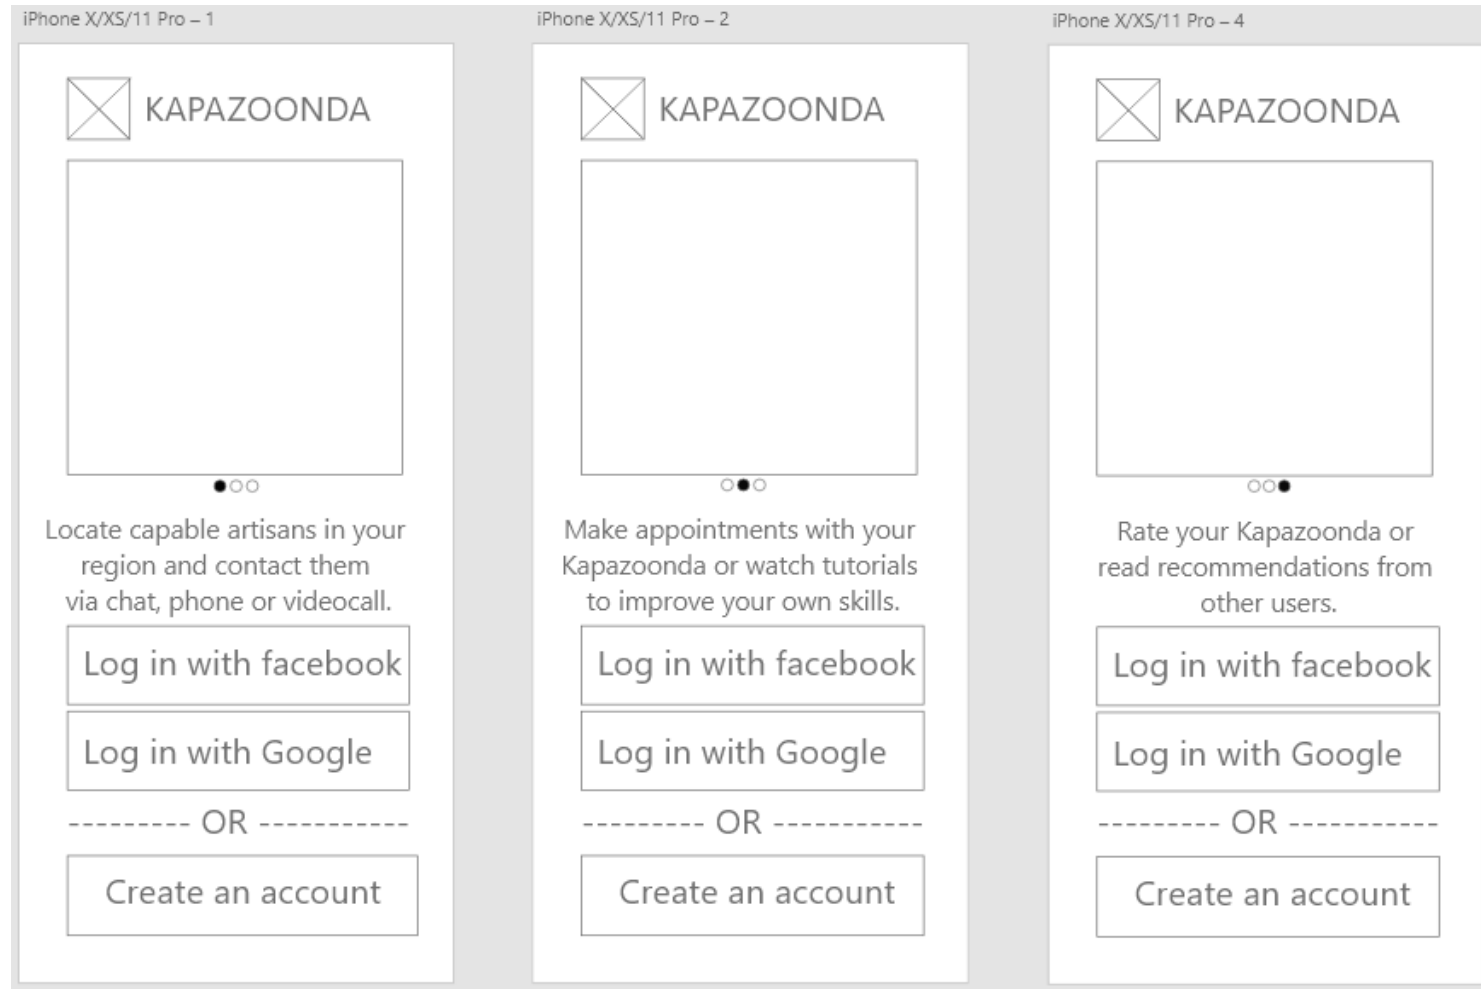 iPhone X/XS/11 Pro – 1
KAPAZOONDA
Locate capable artisans in your
region and contact them
via chat, phone or videocall.
Log in with facebook
Log in with Google
--------- OR -----------
Create an account
iPhone X/XS/11 Pro – 2
KAPAZOONDA
Make appointments with your
Kapazoonda or watch tutorials
to improve your own skills.
Log in with facebook
Log in with Google
--------- OR -----------
Create an account
iPhone X/XS/11 Pro – 4
KAPAZOONDA
Rate your Kapazoonda or
read recommendations from
other users.
Log in with facebook
Log in with Google
--------- OR -----------
Create an account